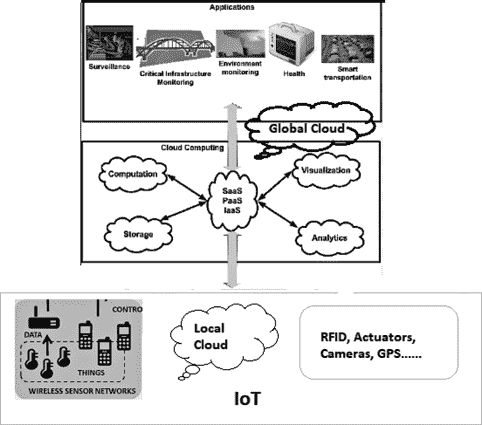 Applications
Surveillance
Critical Infrastructure
Monitoring
Environment
monitoring
Health
Smart
transportation
Global Cloud
Cloud Computing
Computation
Visualization
SaaS
PaaS
IaaS
Storage
Analytics
CONTRO
DATA
THINGS
WIRELESS SENSOR NETWORKS
Local
Cloud
RFID, Actuators,
Cameras, GPS......
IoT